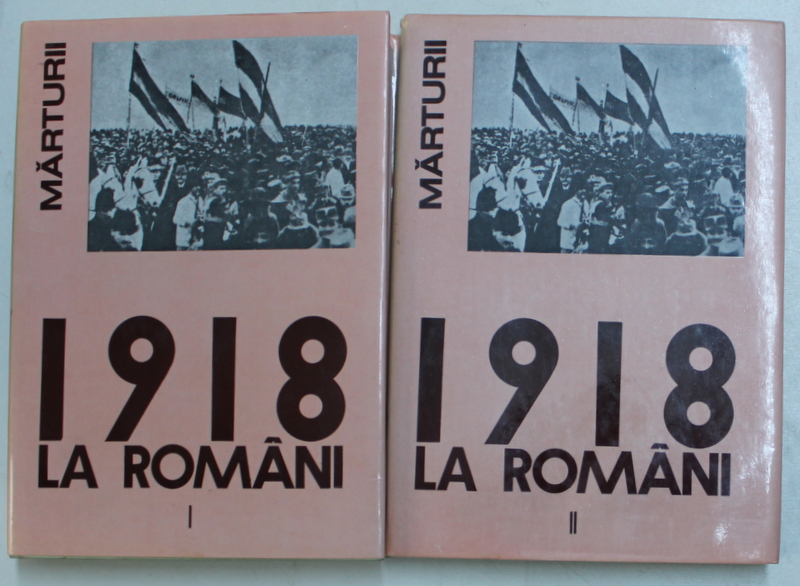 MĂRTURII
1918
LA ROMÂNI
I
MĂRTURII
1918
LA ROMÂNI
II